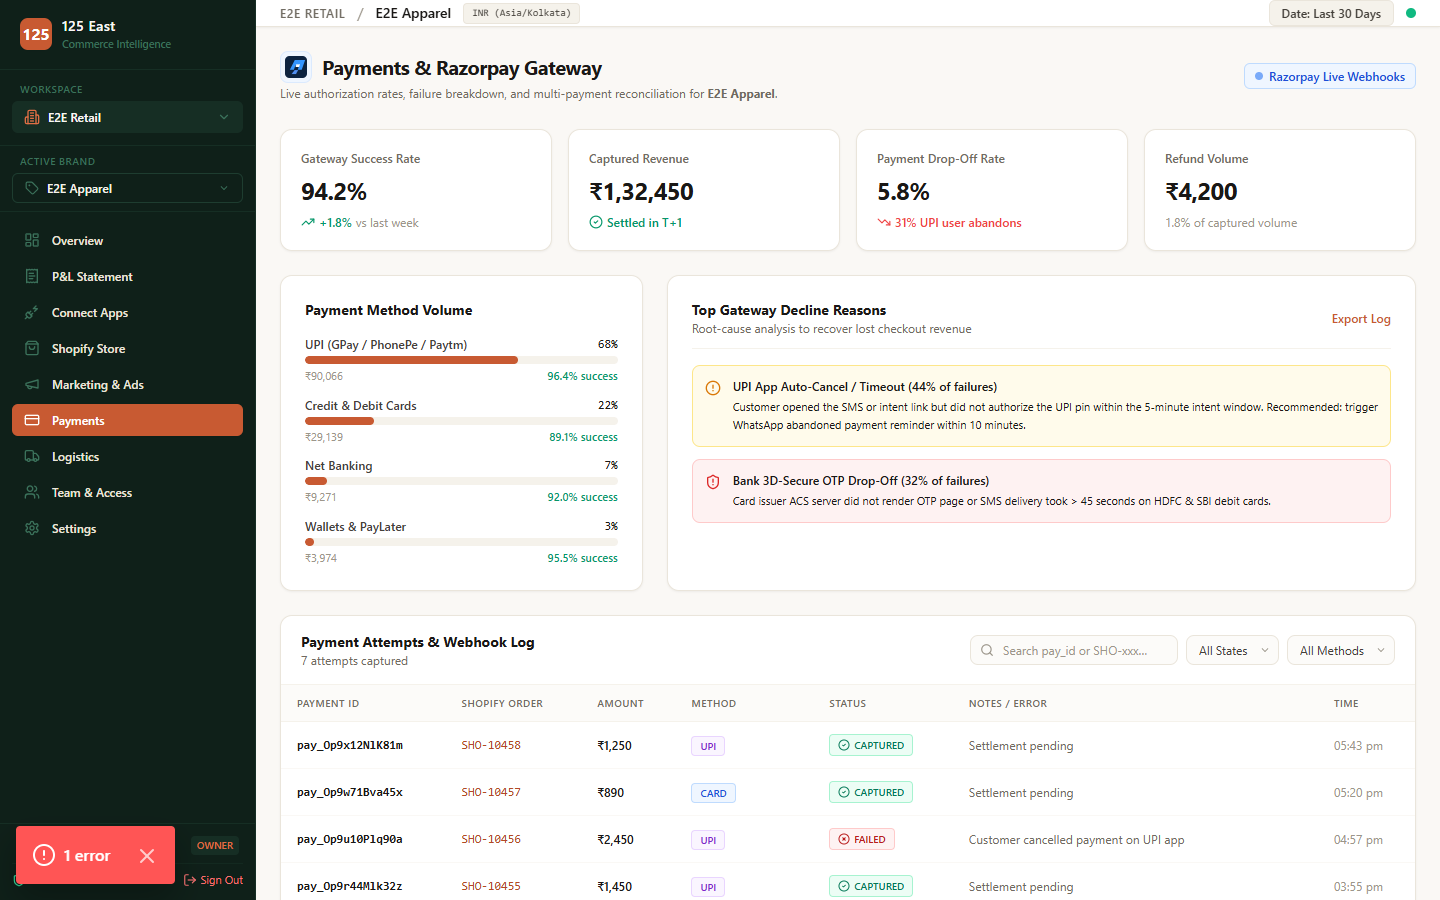 125
125 East
Commerce Intelligence
WORKSPACE
E2E Retail
ACTIVE BRAND
E2E Apparel
Overview
P&L Statement
Connect Apps
Shopify Store
Marketing & Ads
Payments
Logistics
Team & Access
Settings
1 error
OWNER
Sign Out
E2E RETAIL / E2E Apparel INR (Asia/Kolkata)
Date: Last 30 Days
Payments & Razorpay Gateway
Live authorization rates, failure breakdown, and multi-payment reconciliation for E2E Apparel.
Razorpay Live Webhooks
Gateway Success Rate
94.2%
+1.8% vs last week
Captured Revenue
₹1,32,450
Settled in T+1
Payment Drop-Off Rate
5.8%
31% UPI user abandons
Refund Volume
₹4,200
1.8% of captured volume
Payment Method Volume
UPI (GPay / PhonePe / Paytm) 68%
₹90,066 96.4% success
Credit & Debit Cards 22%
₹29,139 89.1% success
Net Banking 7%
₹9,271 92.0% success
Wallets & PayLater 3%
₹3,974 95.5% success
Top Gateway Decline Reasons
Root-cause analysis to recover lost checkout revenue
Export Log
UPI App Auto-Cancel / Timeout (44% of failures)
Customer opened the SMS or intent link but did not authorize the UPI pin within the 5-minute intent window. Recommended: trigger
WhatsApp abandoned payment reminder within 10 minutes.
Bank 3D-Secure OTP Drop-Off (32% of failures)
Card issuer ACS server did not render OTP page or SMS delivery took > 45 seconds on HDFC & SBI debit cards.
Payment Attempts & Webhook Log
7 attempts captured
Search pay_id or SHO-xxx...
All States
All Methods
PAYMENT ID SHOPIFY ORDER AMOUNT METHOD STATUS NOTES / ERROR TIME
pay_Op9x12NlK81m SHO-10458 ₹1,250 UPI CAPTURED Settlement pending 05:43 pm
pay_Op9w71Bva45x SHO-10457 ₹890 CARD CAPTURED Settlement pending 05:20 pm
pay_Op9u10Plq90a SHO-10456 ₹2,450 UPI FAILED Customer cancelled payment on UPI app 04:57 pm
pay_Op9r44Mlk32z SHO-10455 ₹1,450 UPI CAPTURED Settlement pending 03:55 pm